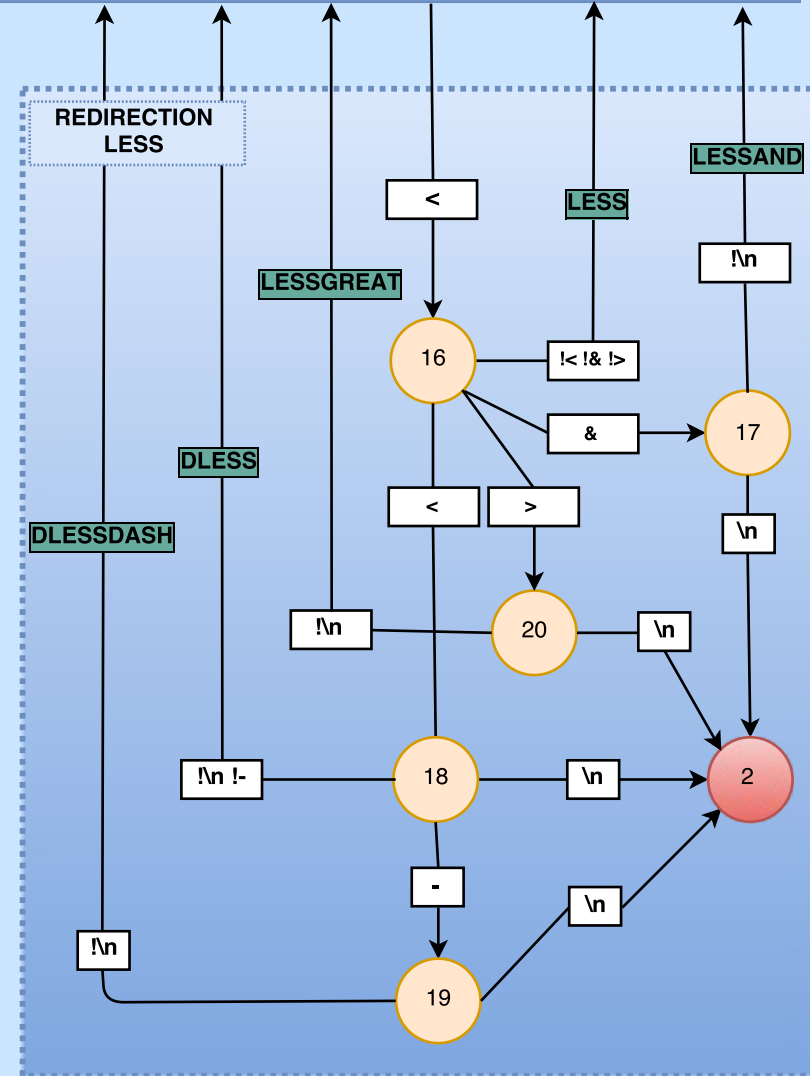 REDIRECTION
LESS
LESSAND
<
LESS
!\n
LESSGREAT
16
!< !& !>
&
17
DLESS
<
>
\n
DLESSDASH
!\n
20
\n
!\n !-
18
\n
2
-
\n
!\n
19